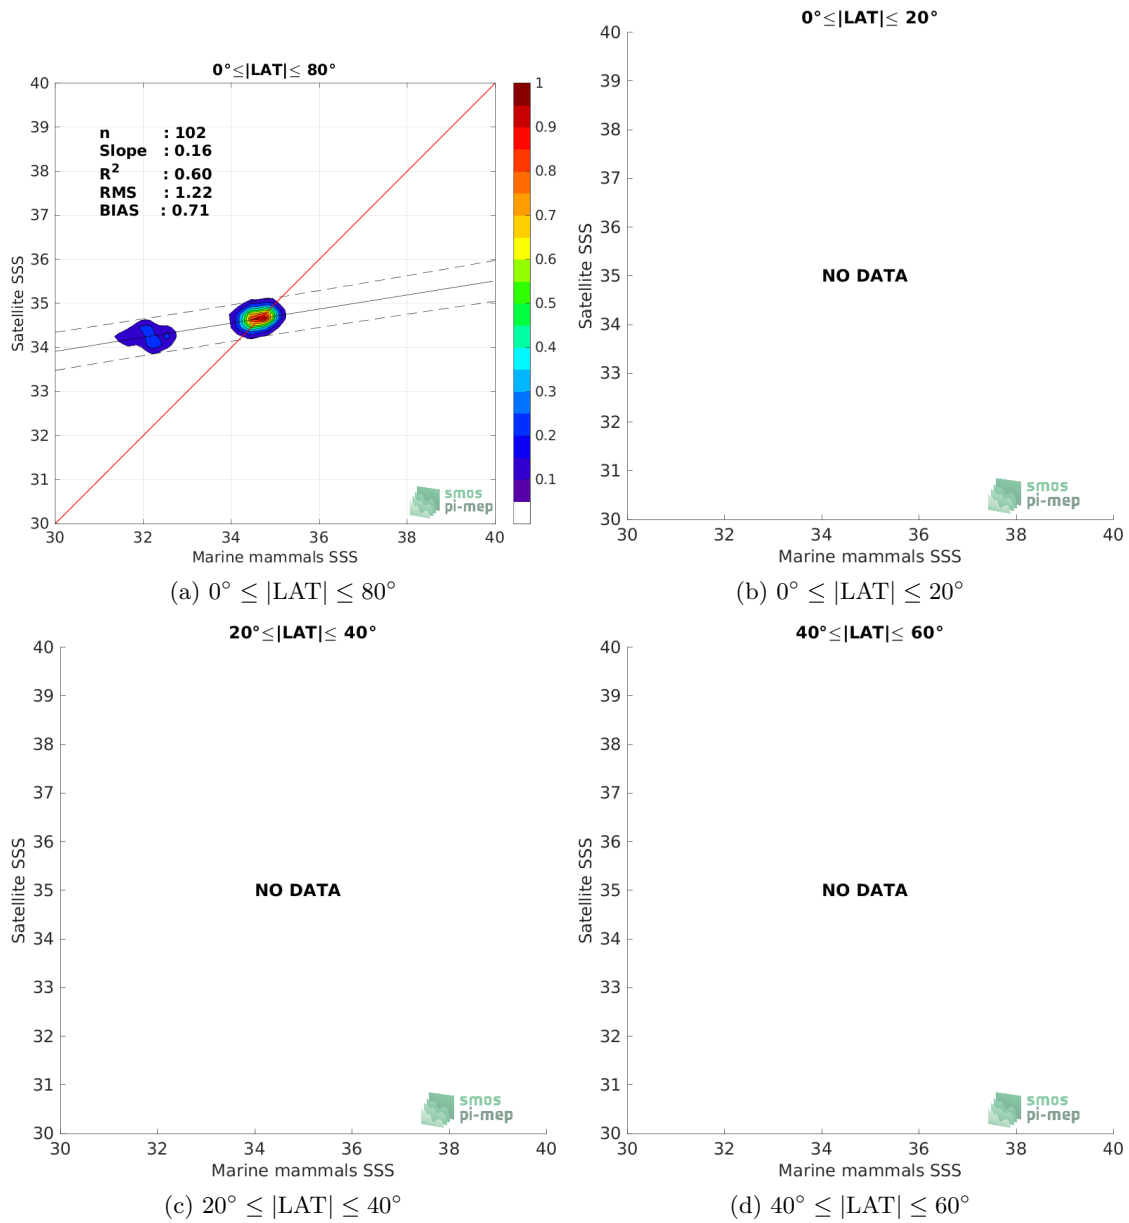 0°≤|LAT|≤ 80°
40
39
38
37
36
35
34
33
32
31
30
Satellite SSS
n : 102
Slope : 0.16
R² : 0.60
RMS : 1.22
BIAS : 0.71
1
0.9
0.8
0.7
0.6
0.5
0.4
0.3
0.2
0.1
smos
pi-mep
30 32 34 36 38 40
Marine mammals SSS
(a) 0° ≤ |LAT| ≤ 80°
0°≤|LAT|≤ 20°
40
39
38
37
36
35
34
33
32
31
30
Satellite SSS
NO DATA
smos
pi-mep
30 32 34 36 38 40
Marine mammals SSS
(b) 0° ≤ |LAT| ≤ 20°
20°≤|LAT|≤ 40°
40
39
38
37
36
35
34
33
32
31
30
Satellite SSS
NO DATA
smos
pi-mep
30 32 34 36 38 40
Marine mammals SSS
(c) 20° ≤ |LAT| ≤ 40°
40°≤|LAT|≤ 60°
40
39
38
37
36
35
34
33
32
31
30
Satellite SSS
NO DATA
smos
pi-mep
30 32 34 36 38 40
Marine mammals SSS
(d) 40° ≤ |LAT| ≤ 60°